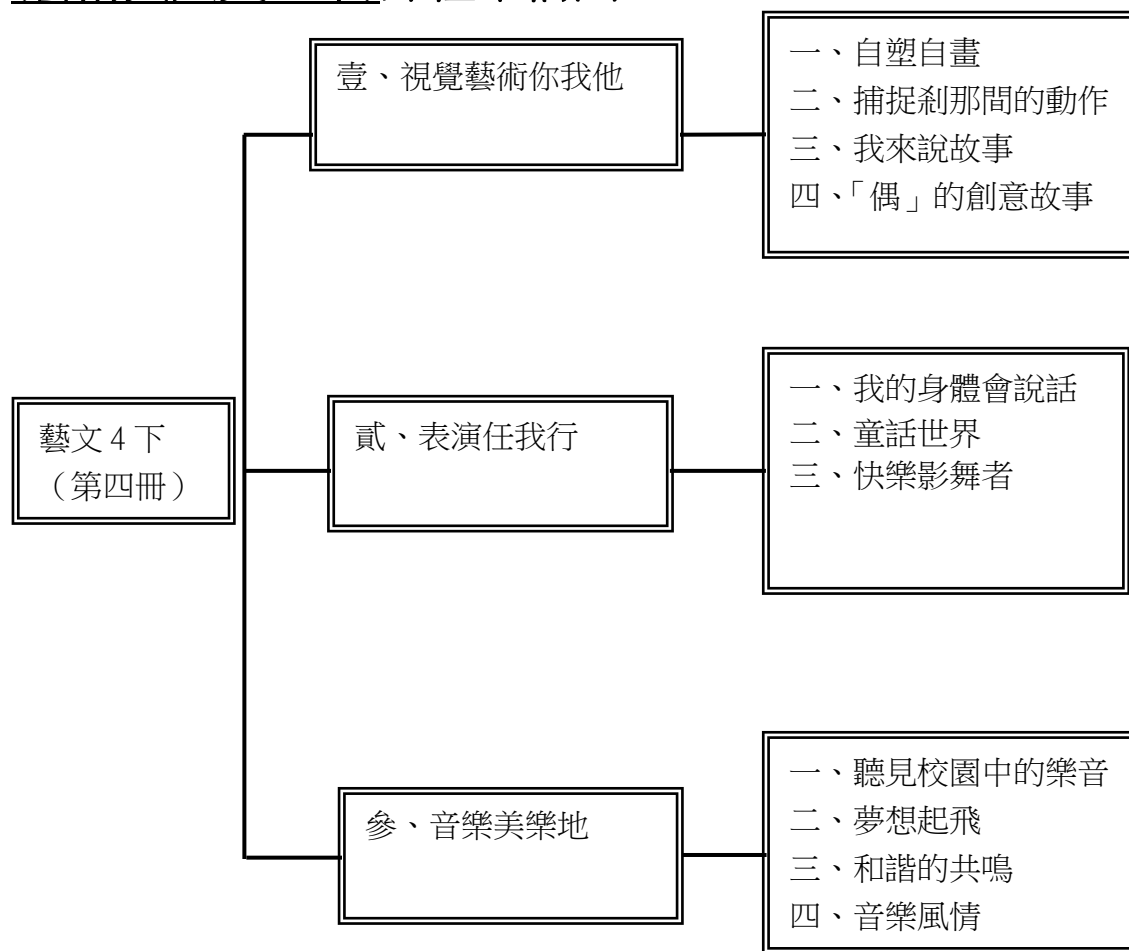 藝文 4 下
（第四冊）
壹、視覺藝術你我他
一、自塑自畫
二、捕捉剎那間的動作
三、我來說故事
四、「偶」的創意故事
貳、表演任我行
一、我的身體會說話
二、童話世界
三、快樂影舞者
參、音樂美樂地
一、聽見校園中的樂音
二、夢想起飛
三、和諧的共鳴
四、音樂風情